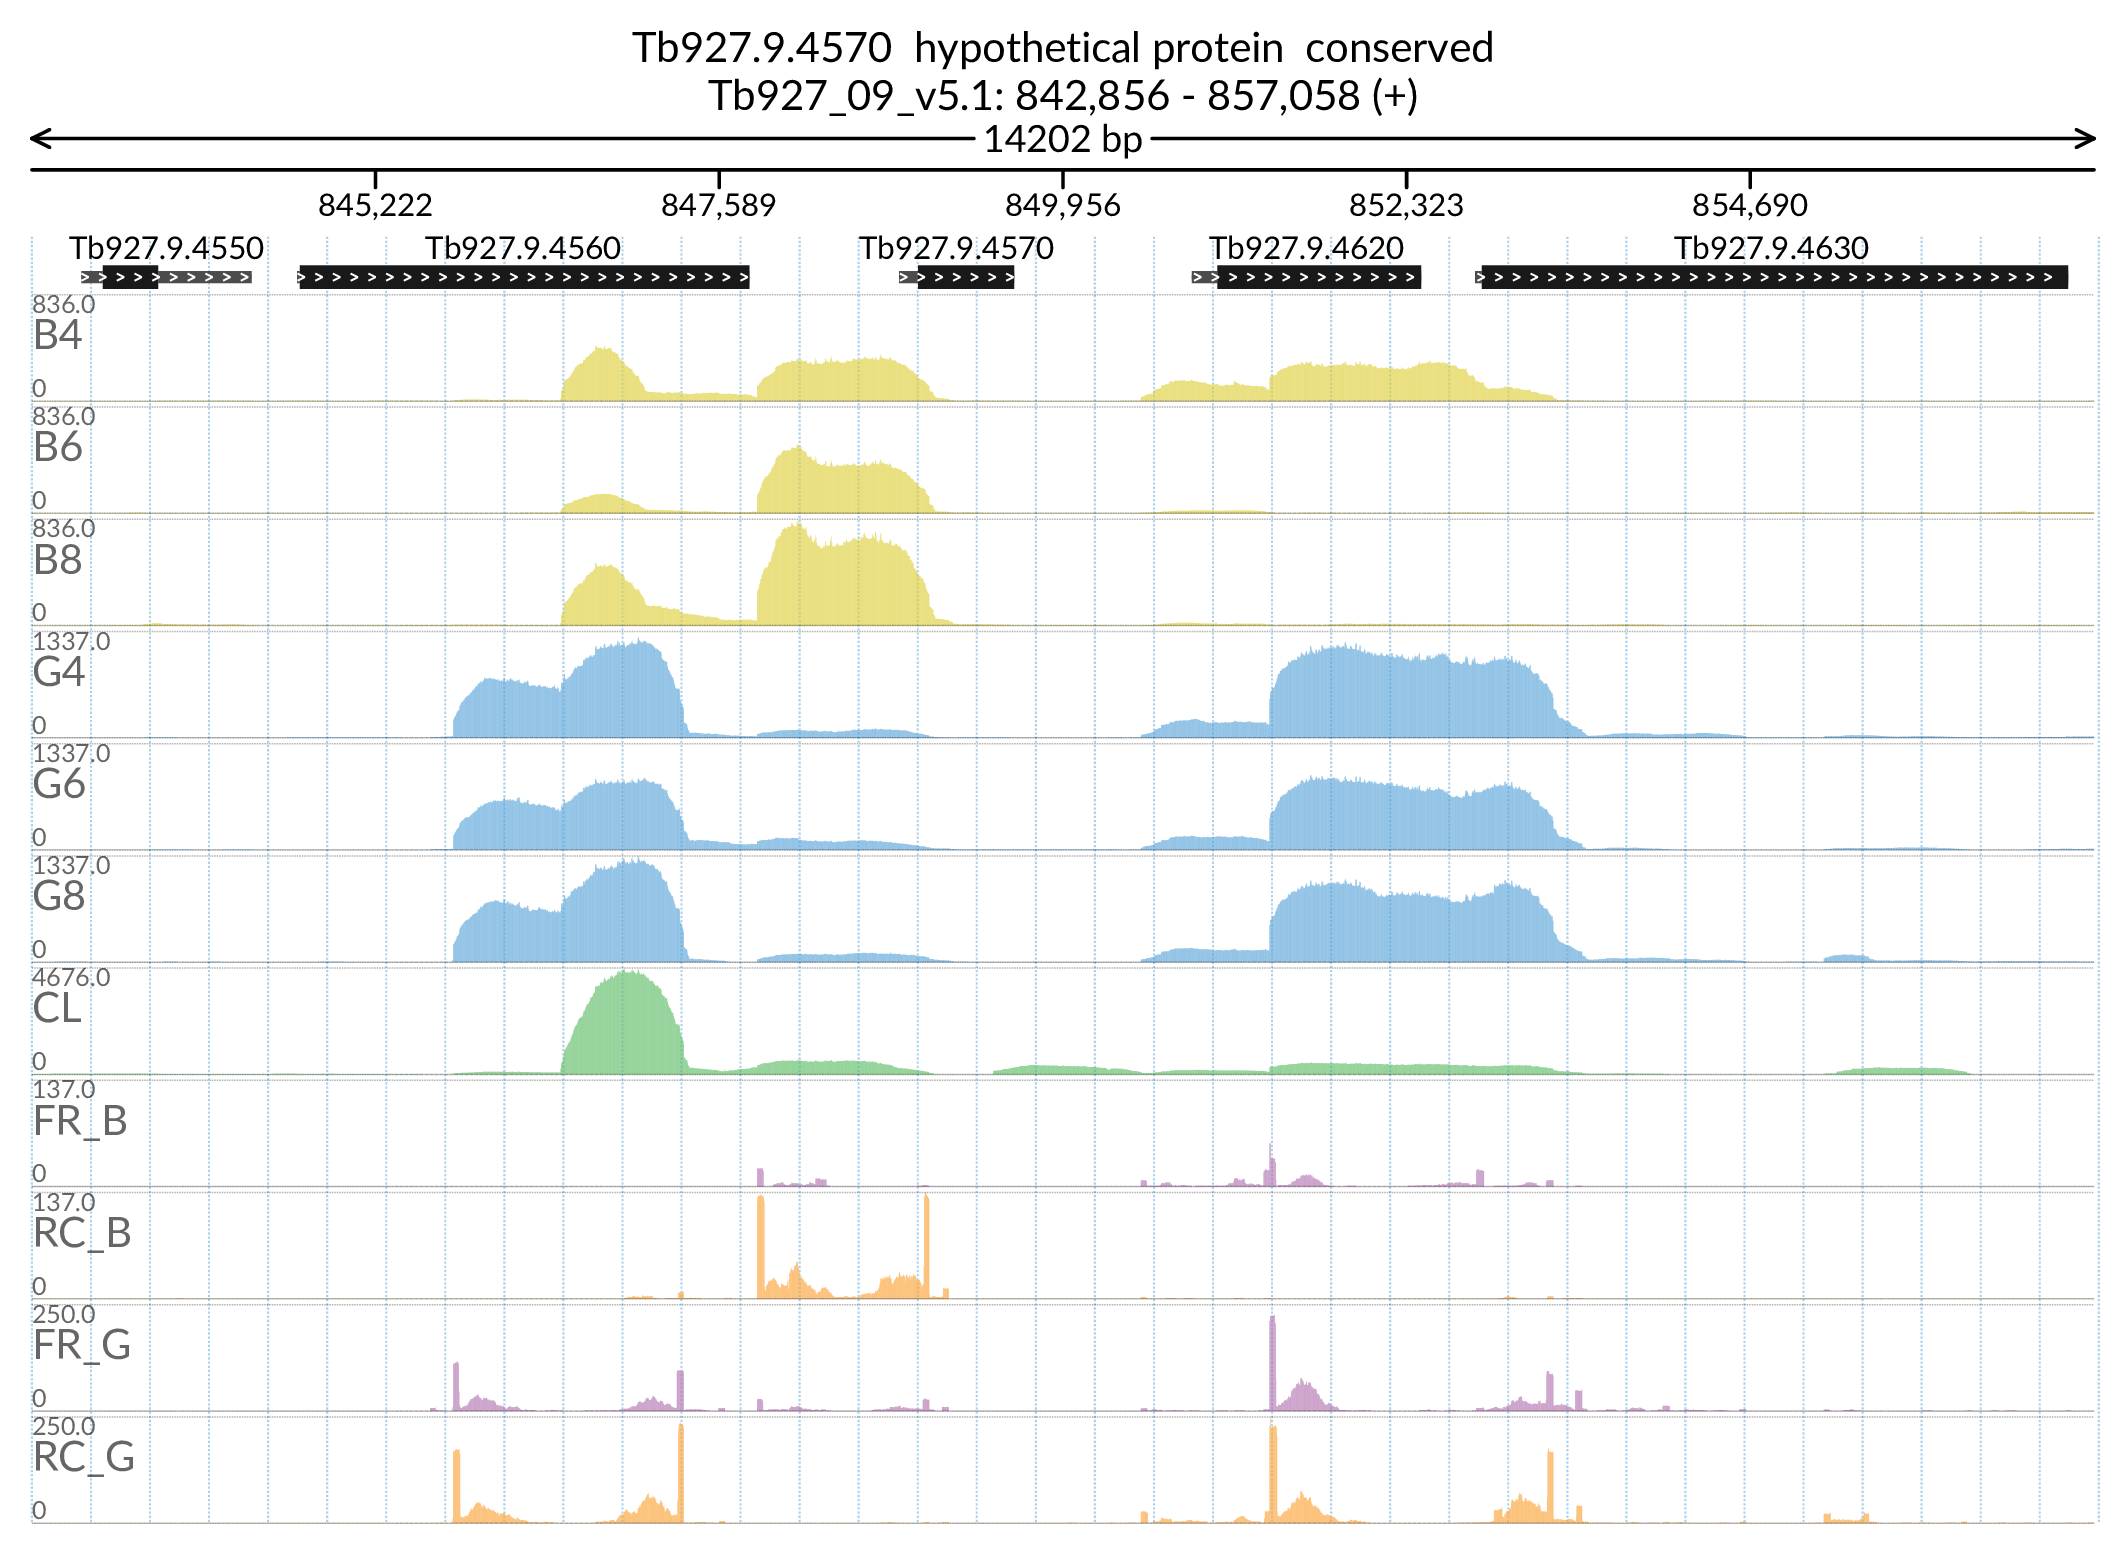 Tb927.9.4570 hypothetical protein conserved
Tb927_09_v5.1: 842,856 - 857,058 (+)
14202 bp
845,222 847,589 849,956 852,323 854,690
Tb927.9.4550 Tb927.9.4560 Tb927.9.4570 Tb927.9.4620 Tb927.9.4630
836.0
B4
0
836.0
B6
0
836.0
B8
0
1337.0
G4
0
1337.0
G6
0
1337.0
G8
0
4676.0
CL
0
137.0
FR_B
0
137.0
RC_B
0
250.0
FR_G
0
250.0
RC_G
0